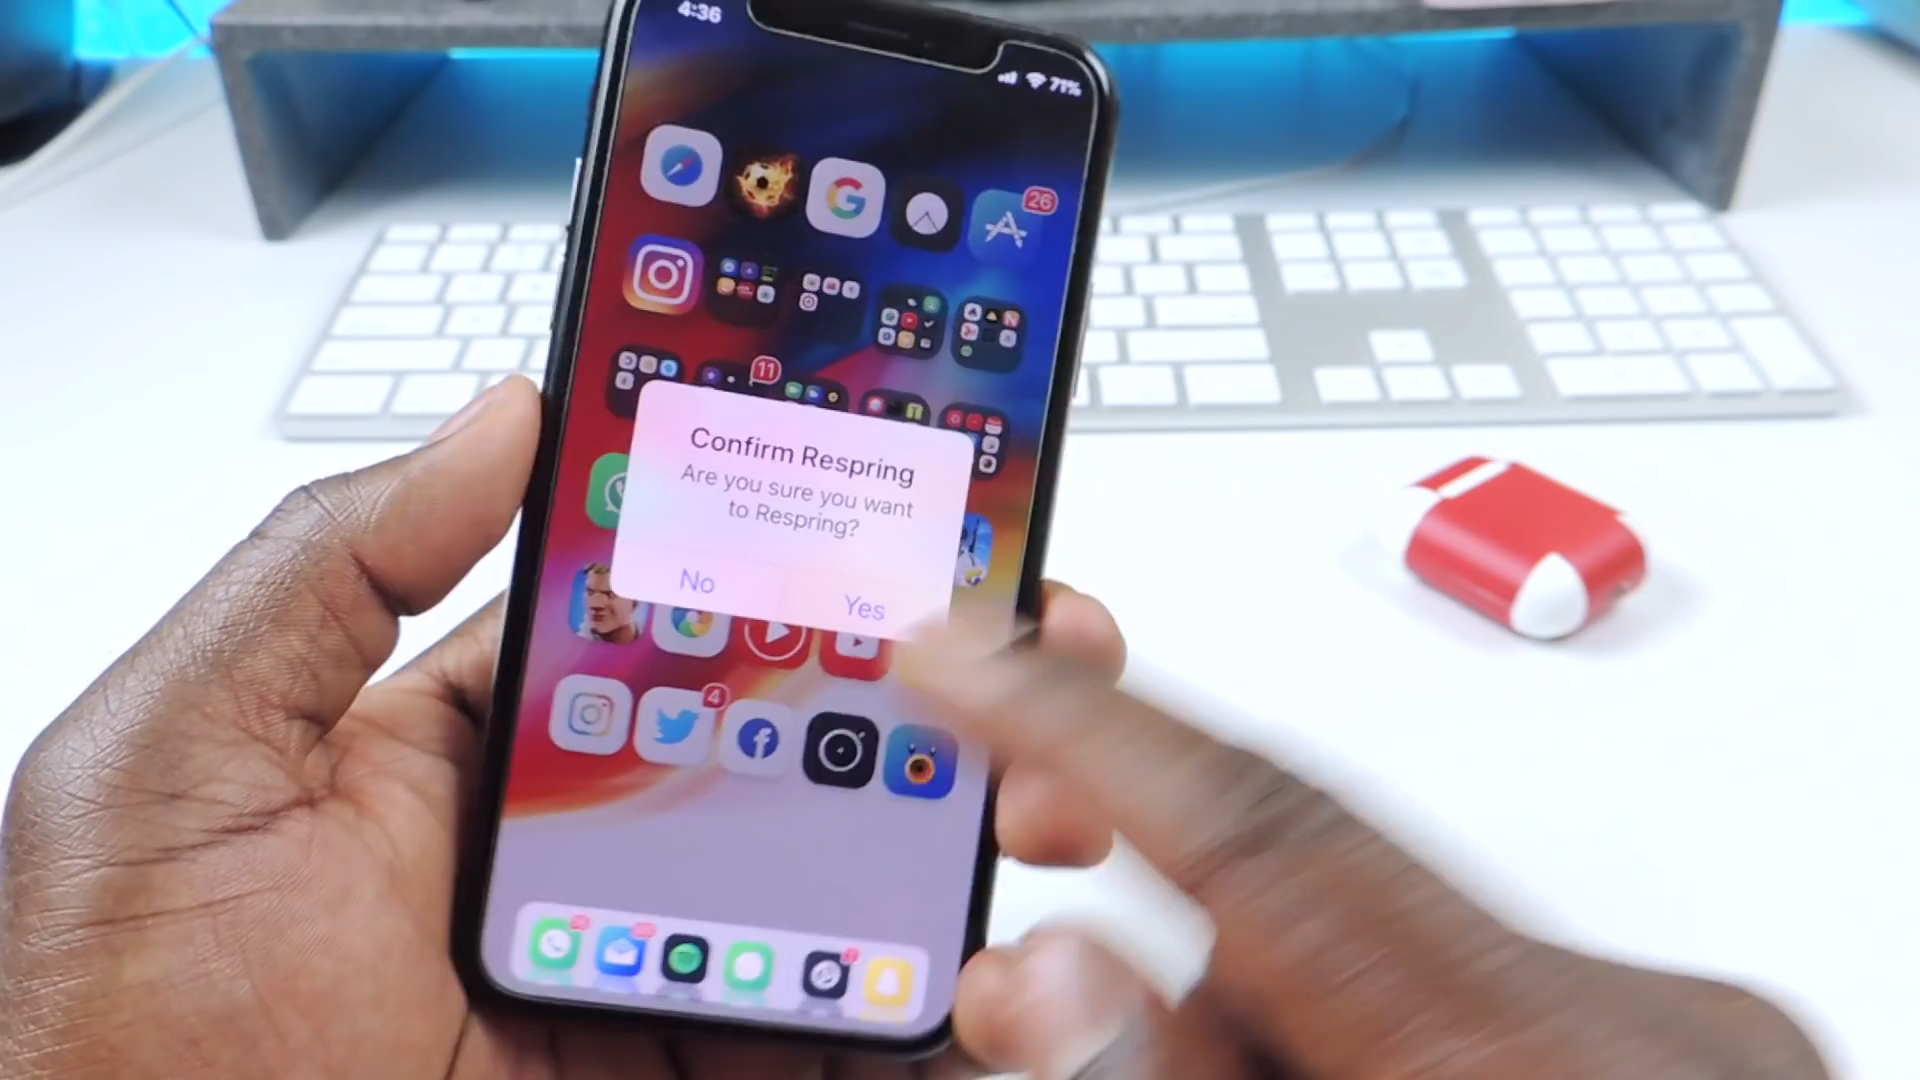 4:36
71%
26
11
Confirm Respring
Are you sure you want
to Respring?
No
Yes
4